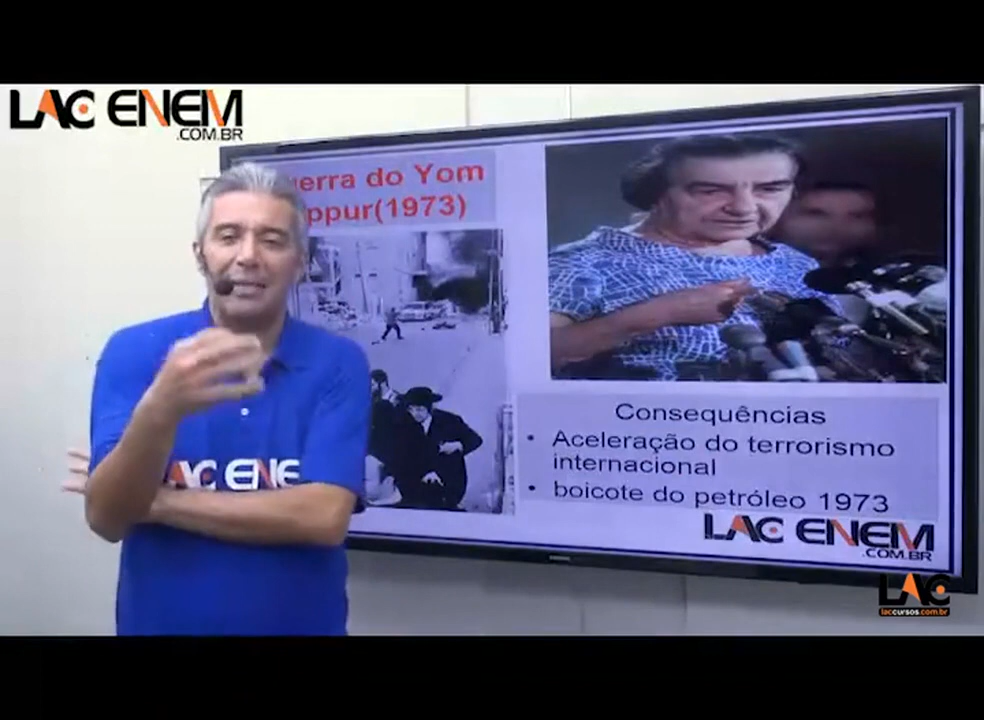 LAC ENEM
.COM.BR
erra do Yom
ppur(1973)
Consequências
• Aceleração do terrorismo
internacional
• boicote do petróleo 1973
LAC ENEM
LAC ENEM
.COM.BR
LAC
laccursos.com.br